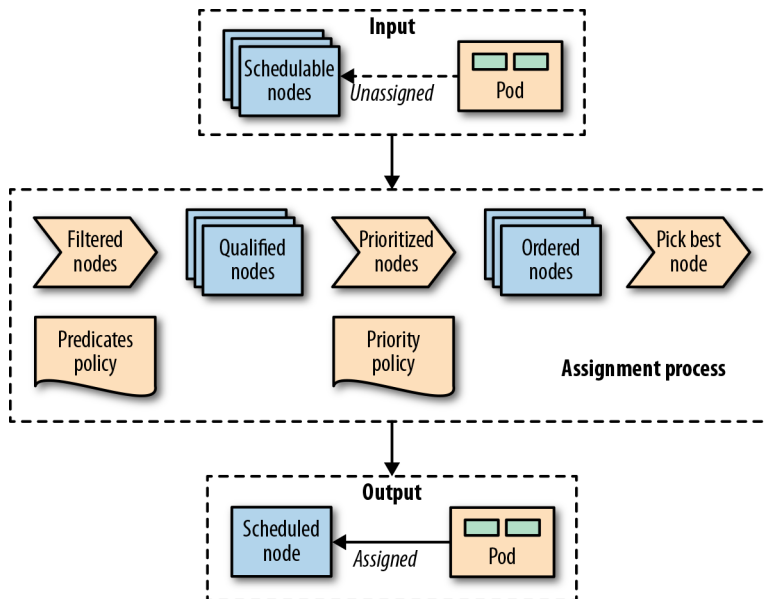 Input
Schedulable
nodes
Unassigned
Pod
Filtered
nodes
Qualified
nodes
Prioritized
nodes
Ordered
nodes
Pick best
node
Predicates
policy
Priority
policy
Assignment process
Output
Scheduled
node
Assigned
Pod